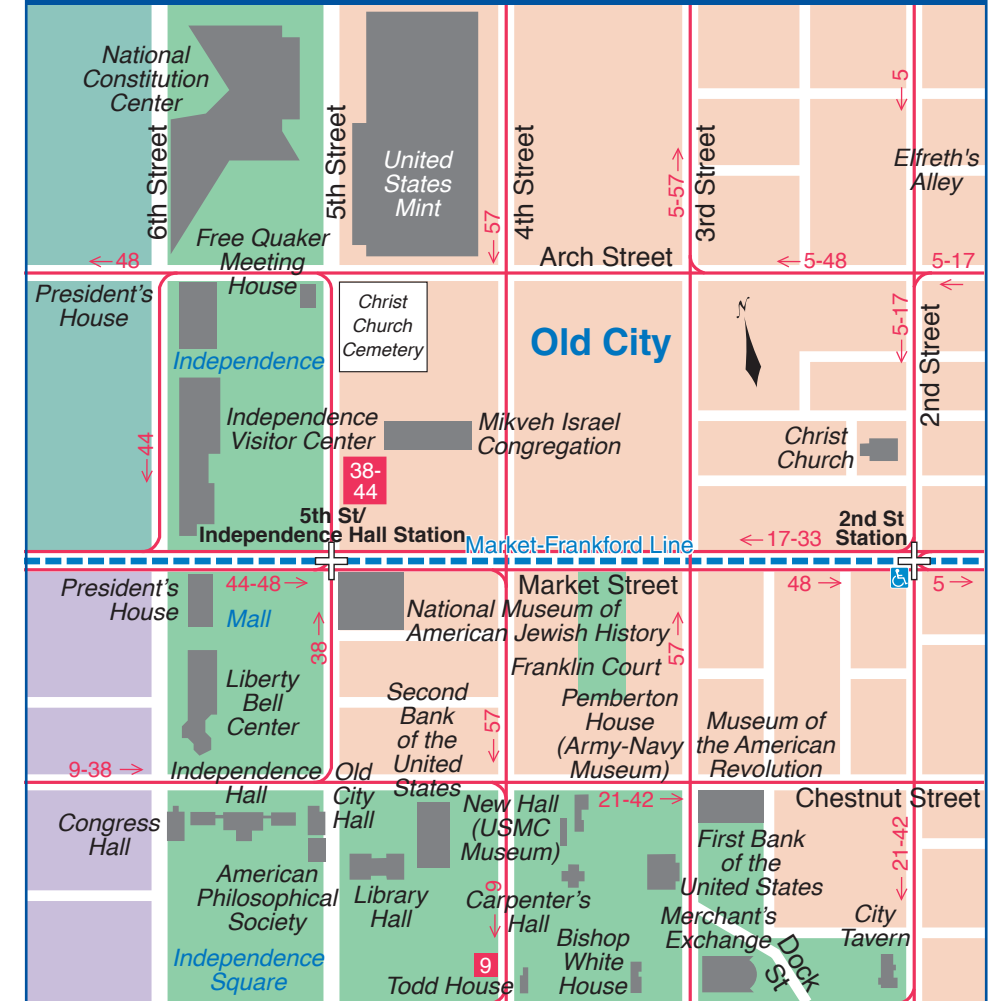 National
Constitution
Center
6th Street
5th Street
United
States
Mint
← 57
4th Street
5-57 →
3rd Street
5 →
Elfreth's
Alley
Free Quaker
Meeting
House
← 48
Arch Street
← 5-48
5-17
←
President's
House
Christ
Church
Cemetery
N
← 5-17
2nd Street
Independence
Old City
Independence
Visitor Center
Mikveh Israel
Congregation
← 44
Christ
Church
38-
44
5th St/
Independence Hall Station
Market-Frankford Line
← 17-33
2nd St
Station
President's
House
44-48 →
Mall
Market Street
48 →
5 →
National Museum of
American Jewish History
38 →
57 →
Franklin Court
Liberty
Bell
Center
Second
Bank
of the
United
States
← 57
Pemberton
House
(Army-Navy
Museum)
Museum of
the American
Revolution
9-38 →
Independence
Hall
Old
City
Hall
New Hall
(USMC
Museum)
21-42 →
Chestnut Street
Congress
Hall
First Bank
of the
United States
← 21-42
American
Philosophical
Society
Library
Hall
← 9
Carpenter's
Hall
Merchant's
Exchange
City
Tavern
Independence
Square
Bishop
White
House
Dock
St
9
Todd House